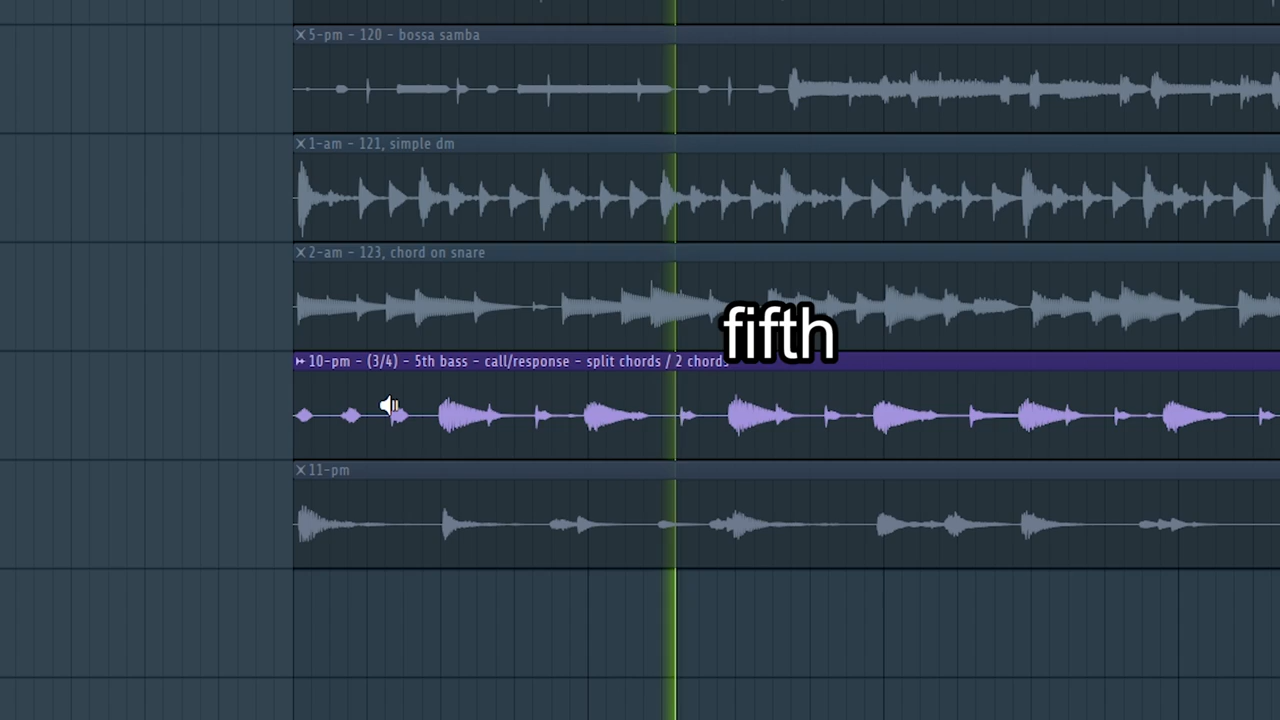 5-pm - 120 - bossa samba
1-am - 121, simple dm
2-am - 123, chord on snare
fifth
10-pm - (3/4) - 5th bass - call/response - split chords / 2 chords
11-pm